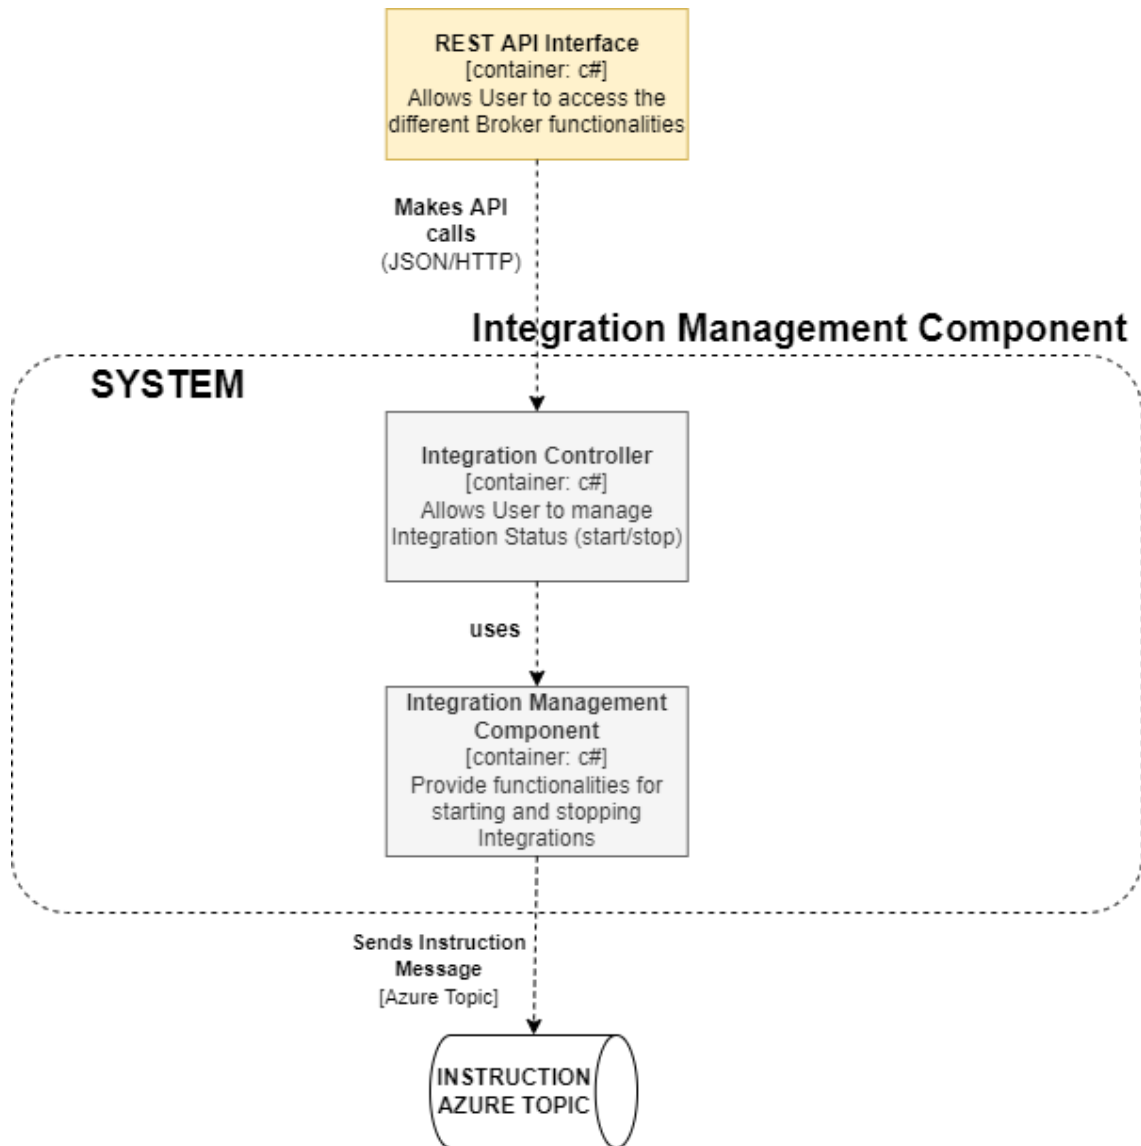 REST API Interface
[container: c#]
Allows User to access the
different Broker functionalities
Makes API
calls
(JSON/HTTP)
Integration Management Component
SYSTEM
Integration Controller
[container: c#]
Allows User to manage
Integration Status (start/stop)
uses
Integration Management
Component
[container: c#]
Provide functionalities for
starting and stopping
Integrations
Sends Instruction
Message
[Azure Topic]
INSTRUCTION
AZURE TOPIC